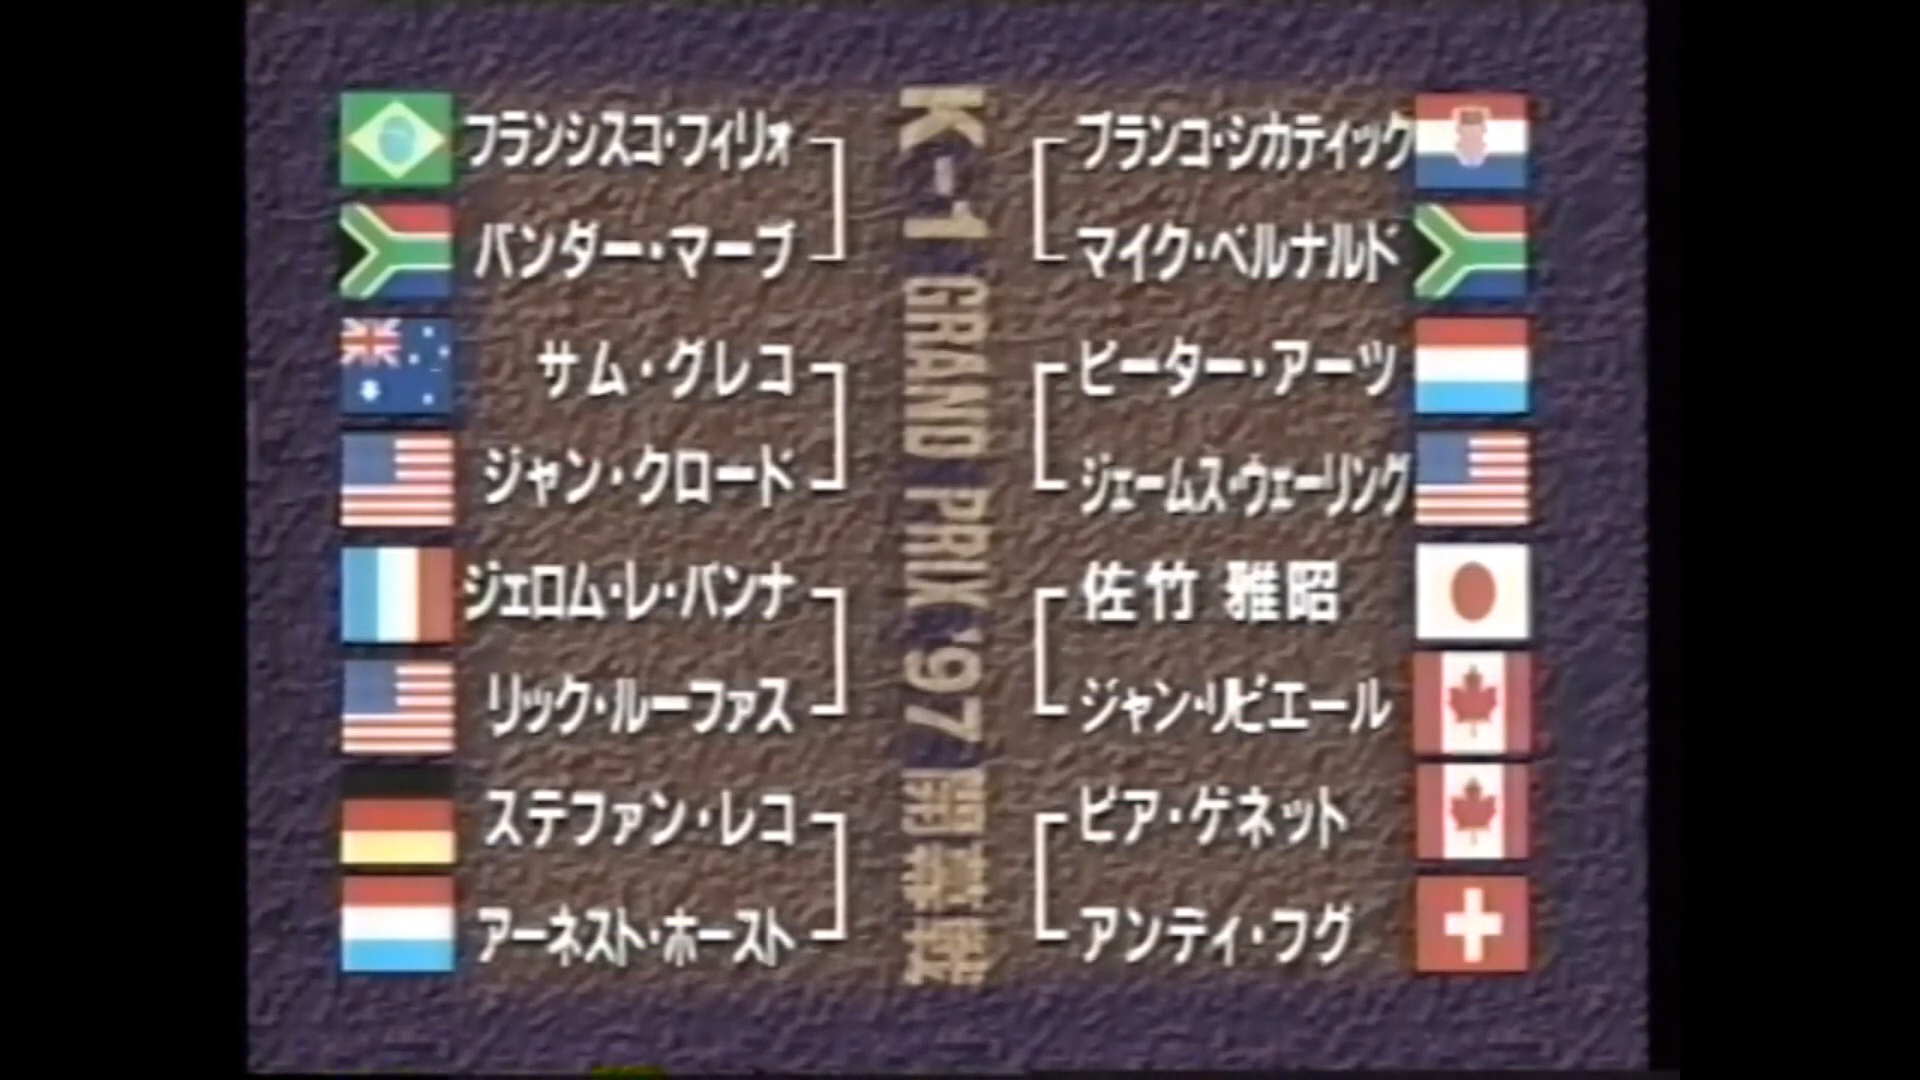 フランシスコ・フィリォ
バンダー・マーブ
サム・グレコ
ジャン・クロード
ジェロム・レ・バンナ
リック・ルーファス
ステファン・レコ
アーネスト・ホースト
K-1 GRAND PRIX '97 開幕戦
ブランコ・シカティック
マイク・ベルナルド
ピーター・アーツ
ジェームス・ウェーリング
佐竹 雅昭
ジャン・リビエール
ピア・ゲネット
アンディ・フグ